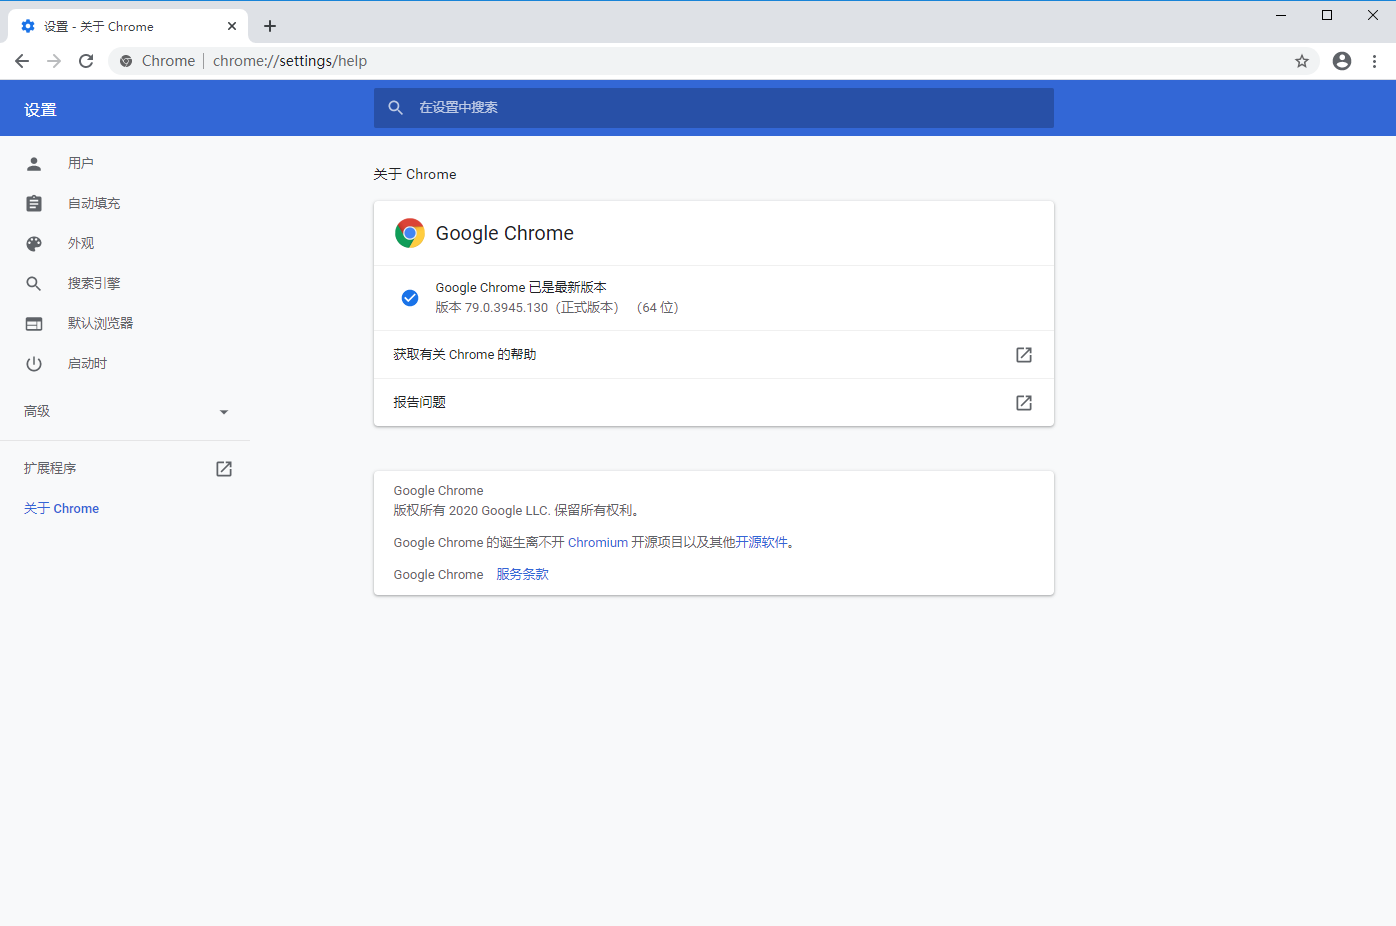 设置 - 关于 Chrome
Chrome
chrome://settings/help
设置
在设置中搜索
用户
自动填充
外观
搜索引擎
默认浏览器
启动时
高级
扩展程序
关于 Chrome
关于 Chrome
Google Chrome
Google Chrome 已是最新版本
版本 79.0.3945.130（正式版本） （64 位）
获取有关 Chrome 的帮助
报告问题
Google Chrome
版权所有 2020 Google LLC. 保留所有权利。
Google Chrome 的诞生离不开 Chromium 开源项目以及其他开源软件。
Google Chrome 服务条款